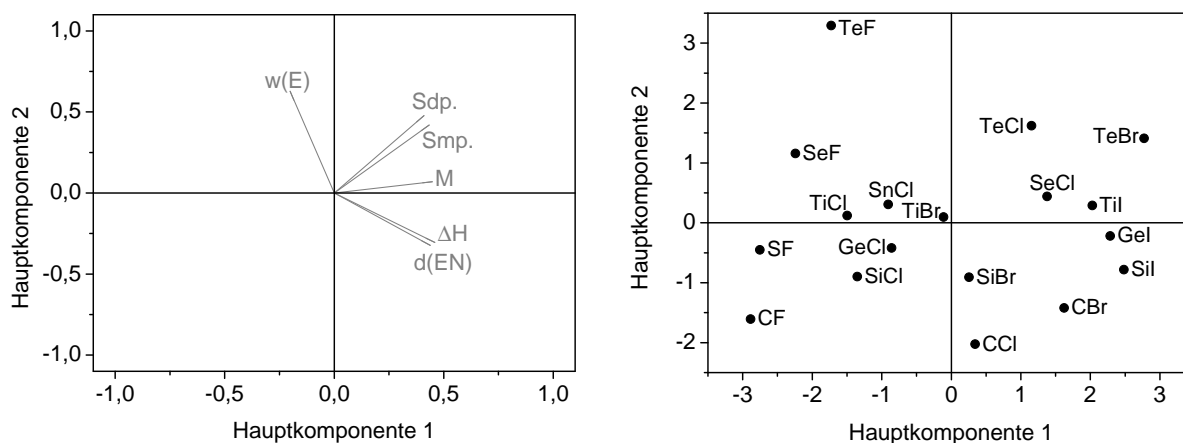 1,0
0,5
0,0
-0,5
-1,0
Hauptkomponente 2
w(E)
Sdp.
Smp.
M
ΔH
d(EN)
-1,0 -0,5 0,0 0,5 1,0
Hauptkomponente 1
3
2
1
0
-1
-2
Hauptkomponente 2
TeF
TeCl
TeBr
SeF
SeCl
SnCl
TiCl
TiBr
TiI
GeI
SF
GeCl
SiCl
SiBr
SiI
CBr
CF
CCl
-3 -2 -1 0 1 2 3
Hauptkomponente 1